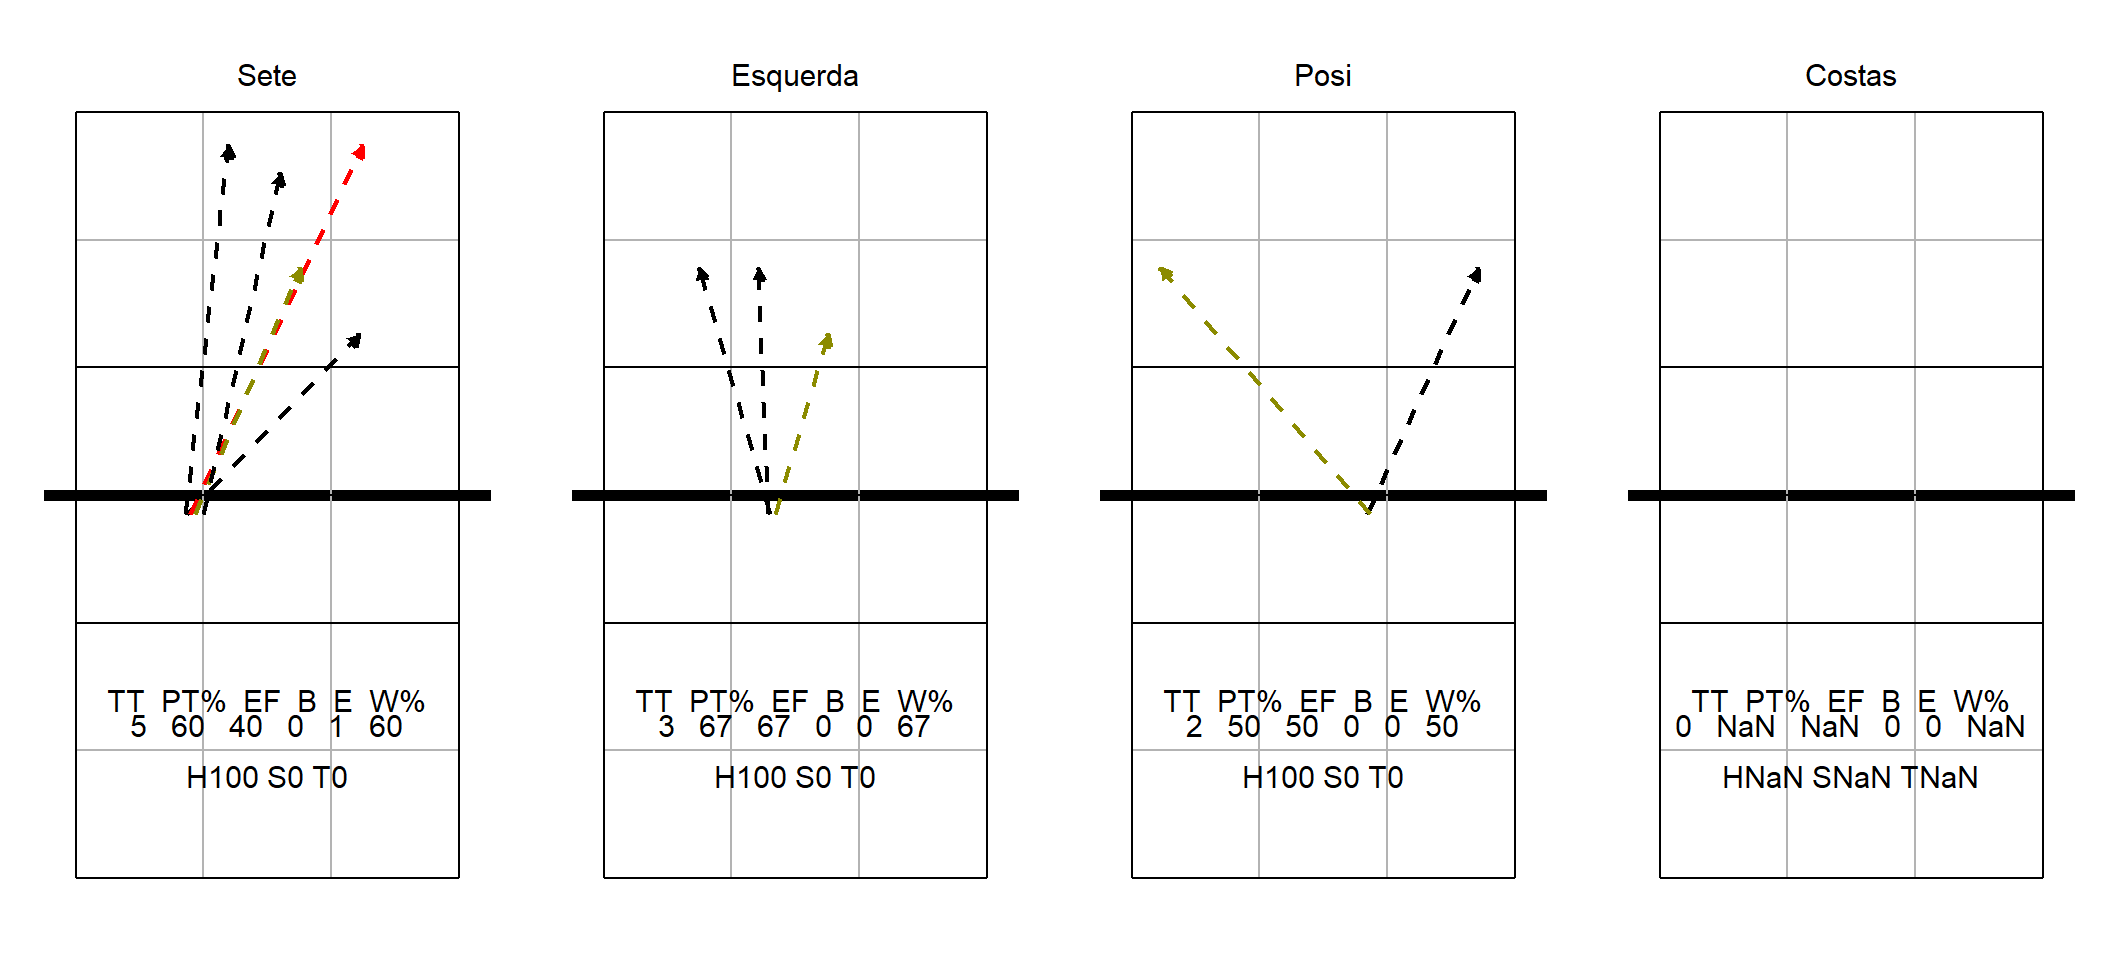 Sete
TT PT% EF B E W%
5 60 40 0 1 60
H100 S0 T0
Esquerda
TT PT% EF B E W%
3 67 67 0 0 67
H100 S0 T0
Posi
TT PT% EF B E W%
2 50 50 0 0 50
H100 S0 T0
Costas
TT PT% EF B E W%
0 NaN NaN 0 0 NaN
HNaN SNaN TNaN